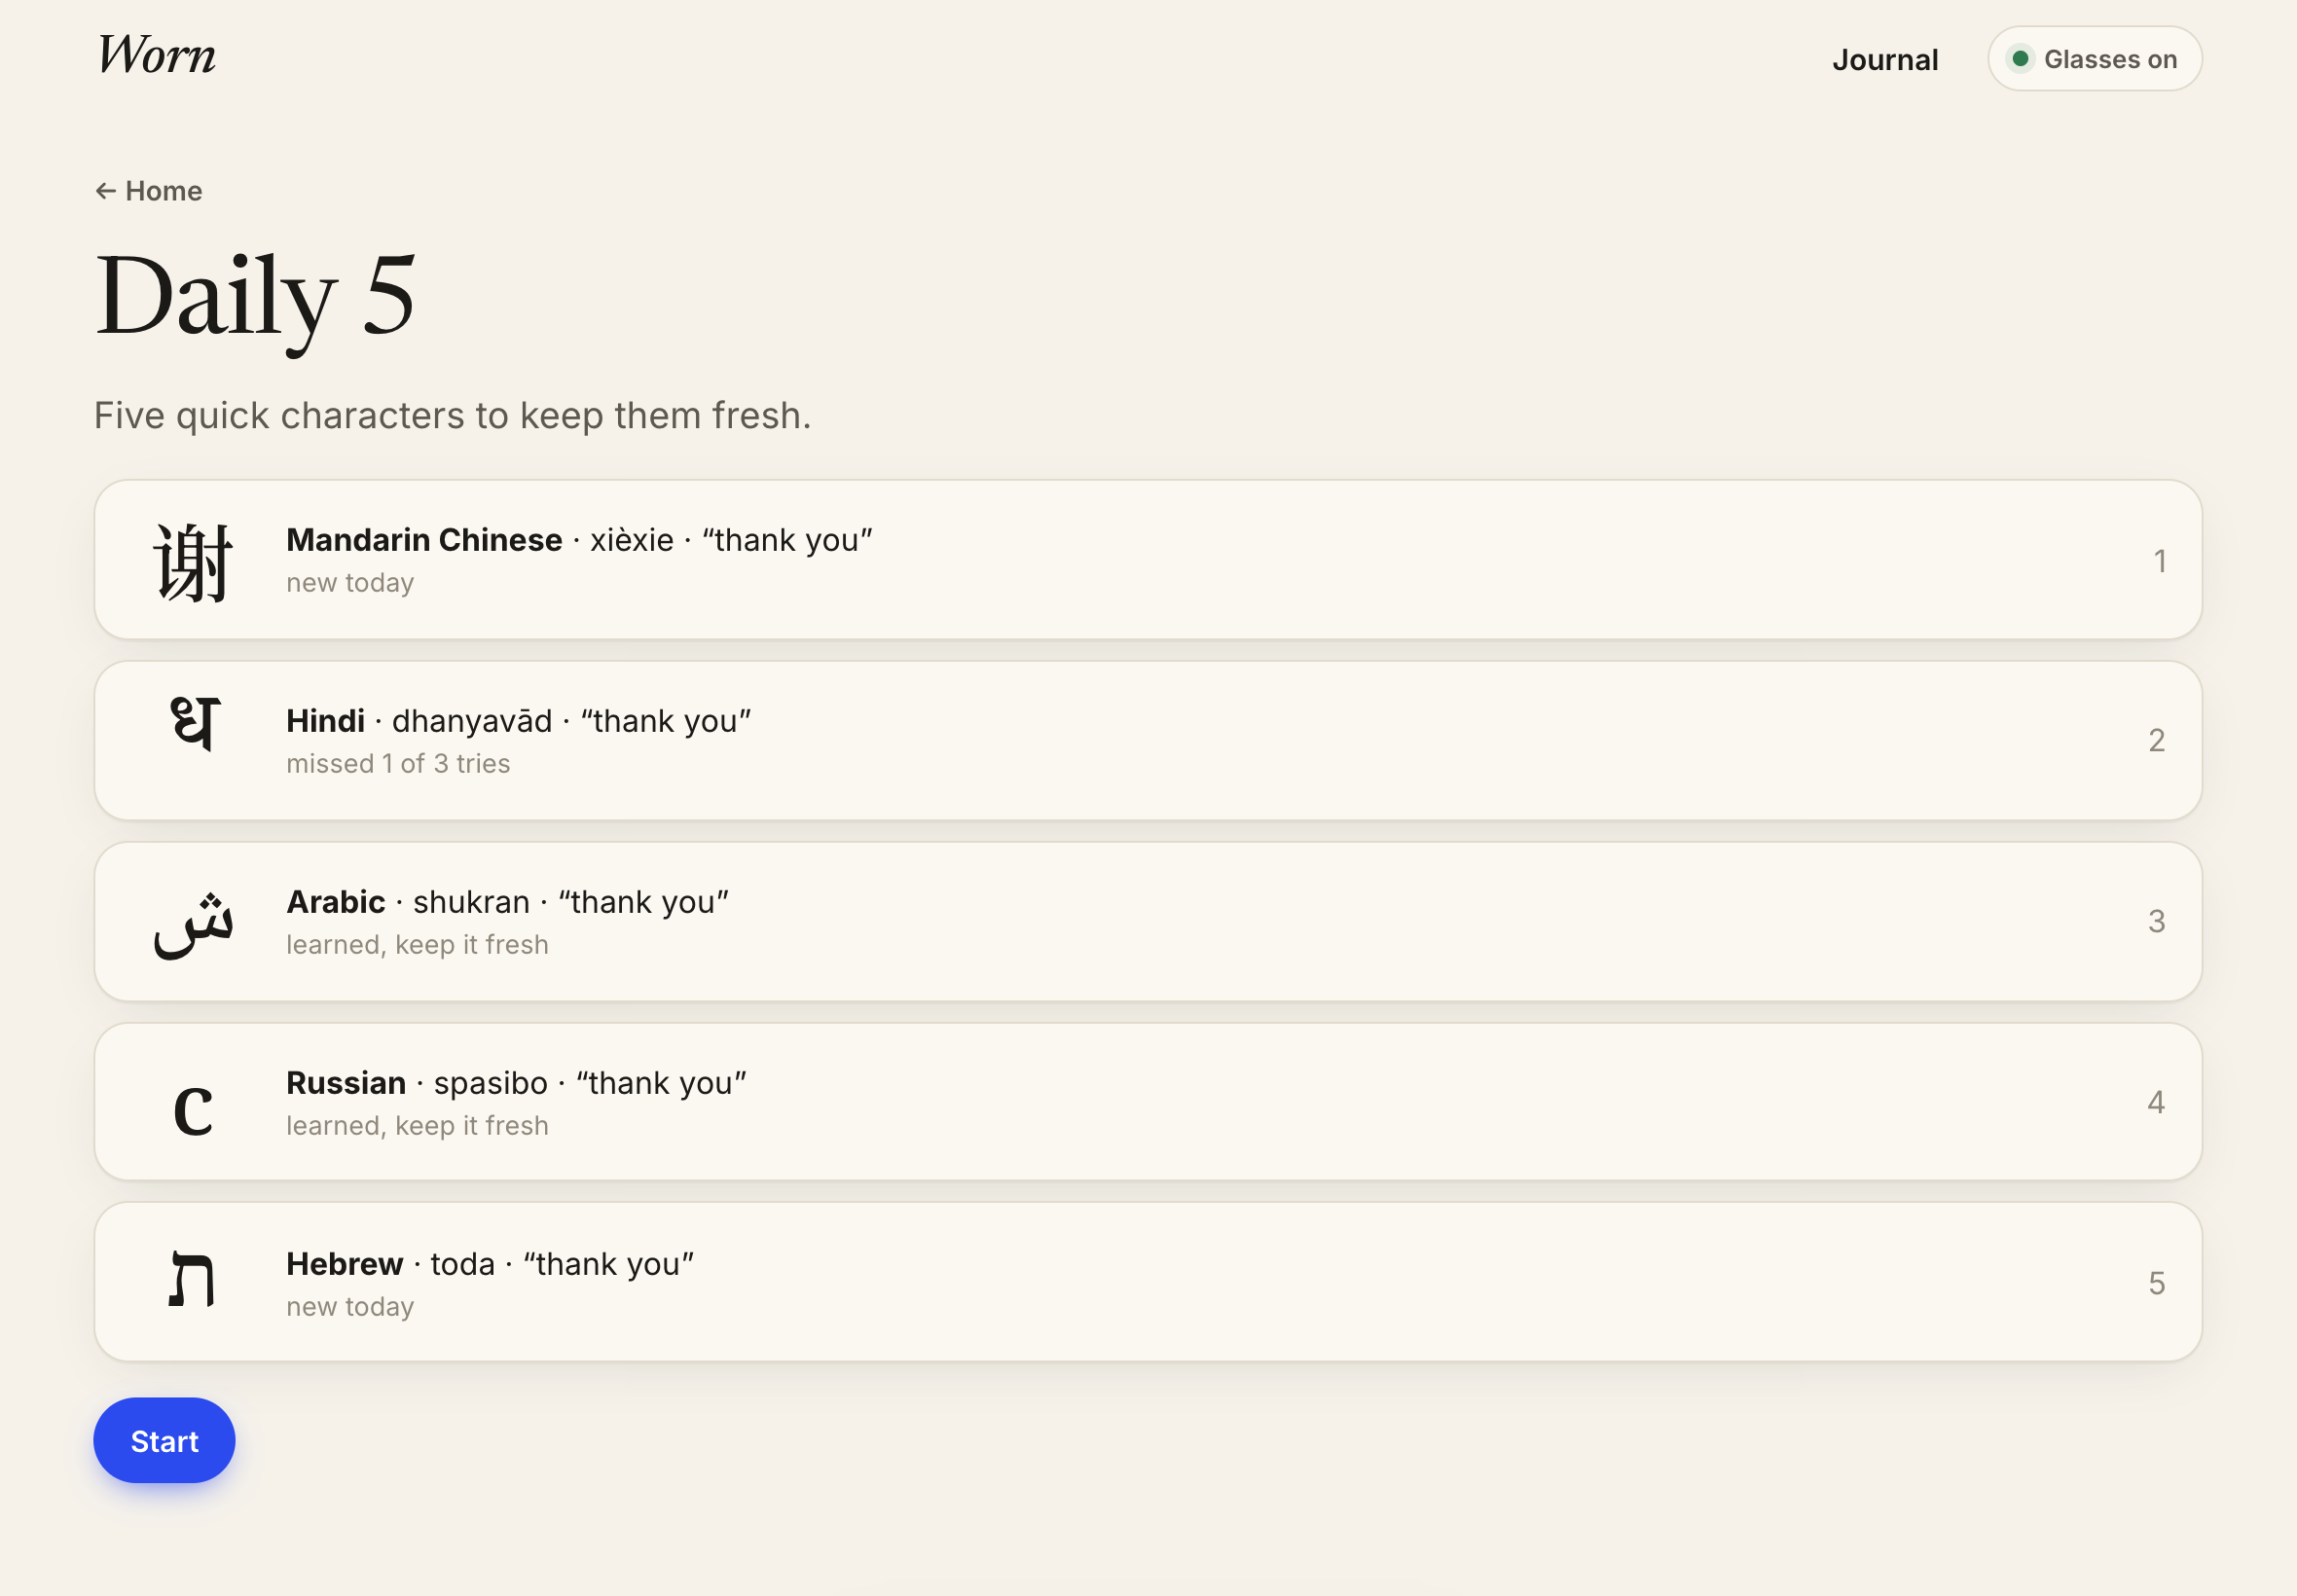 Worn
Journal
Glasses on
← Home
Daily 5
Five quick characters to keep them fresh.
谢
Mandarin Chinese · xièxie · “thank you”
new today
1
ध
Hindi · dhanyavād · “thank you”
missed 1 of 3 tries
2
ش
Arabic · shukran · “thank you”
learned, keep it fresh
3
с
Russian · spasibo · “thank you”
learned, keep it fresh
4
ת
Hebrew · toda · “thank you”
new today
5
Start